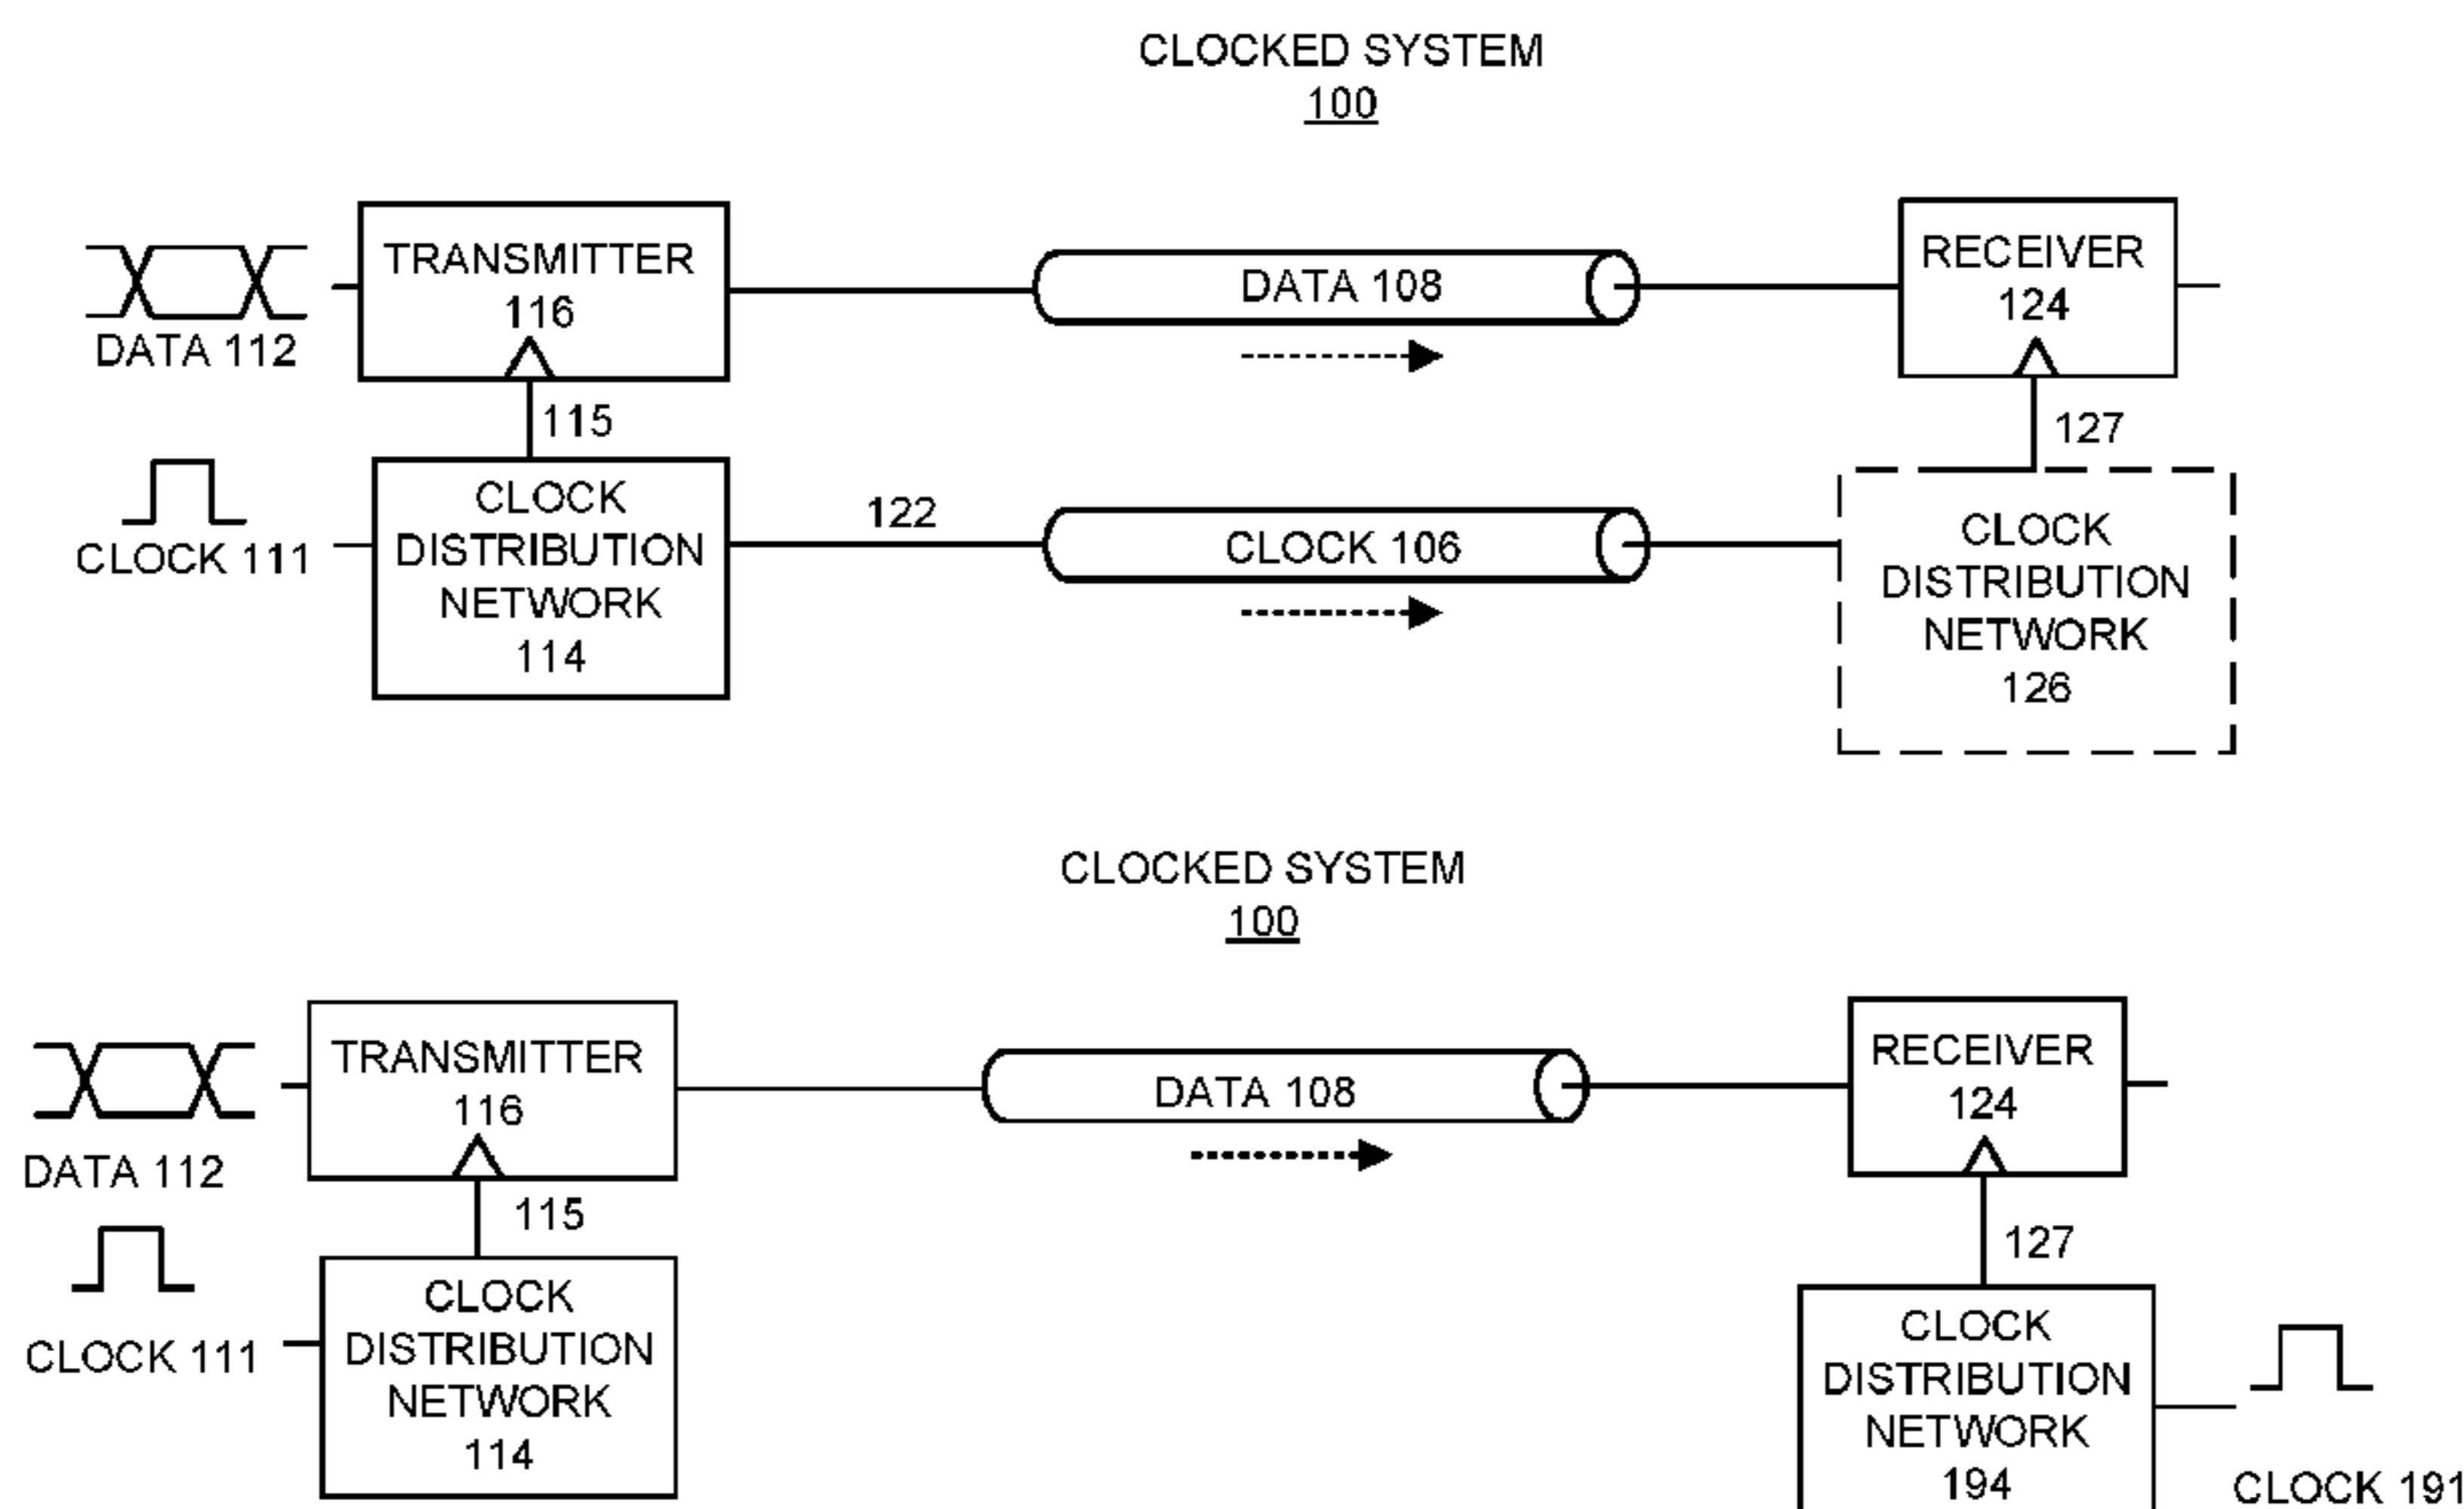 CLOCKED SYSTEM
100
TRANSMITTER
116
DATA 112
DATA 108
RECEIVER
124
115
127
CLOCK 111
CLOCK
DISTRIBUTION
NETWORK
114
122
CLOCK 106
CLOCK
DISTRIBUTION
NETWORK
126
CLOCKED SYSTEM
100
TRANSMITTER
116
DATA 112
DATA 108
RECEIVER
124
115
127
CLOCK 111
CLOCK
DISTRIBUTION
NETWORK
114
CLOCK
DISTRIBUTION
NETWORK
194
CLOCK 191